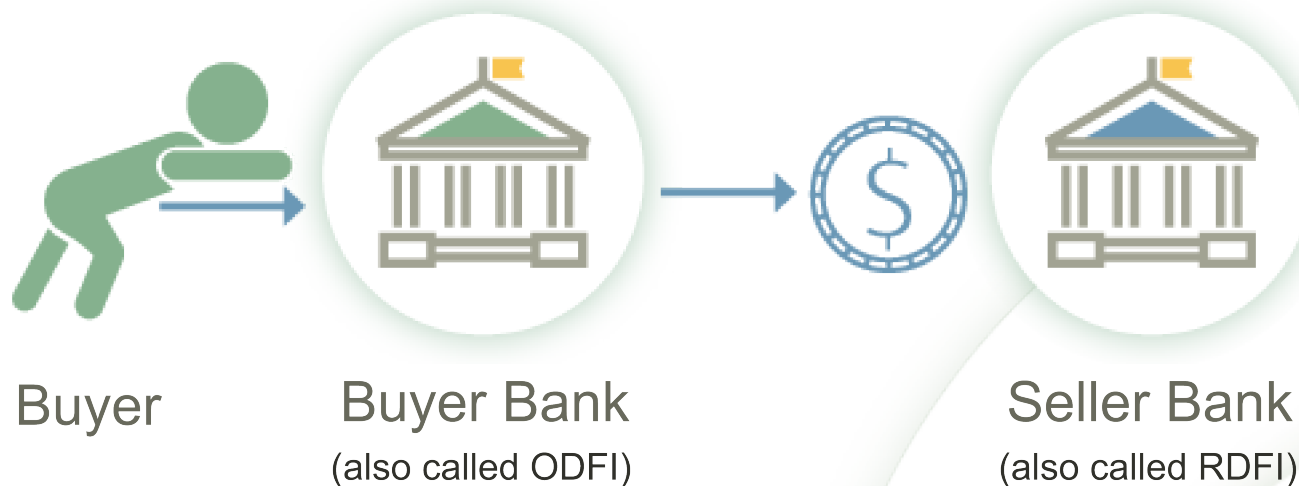 $
Buyer
Buyer Bank
(also called ODFI)
Seller Bank
(also called RDFI)